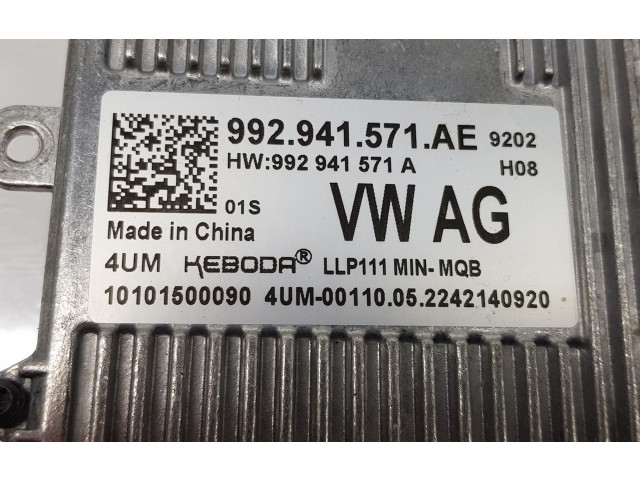 992.941.571.AE 9202
HW:992 941 571 A H08
01S VW AG
Made in China
4UM KEBODA® LLP111 MIN-MQB
10101500090 4UM-00110.05.2242140920